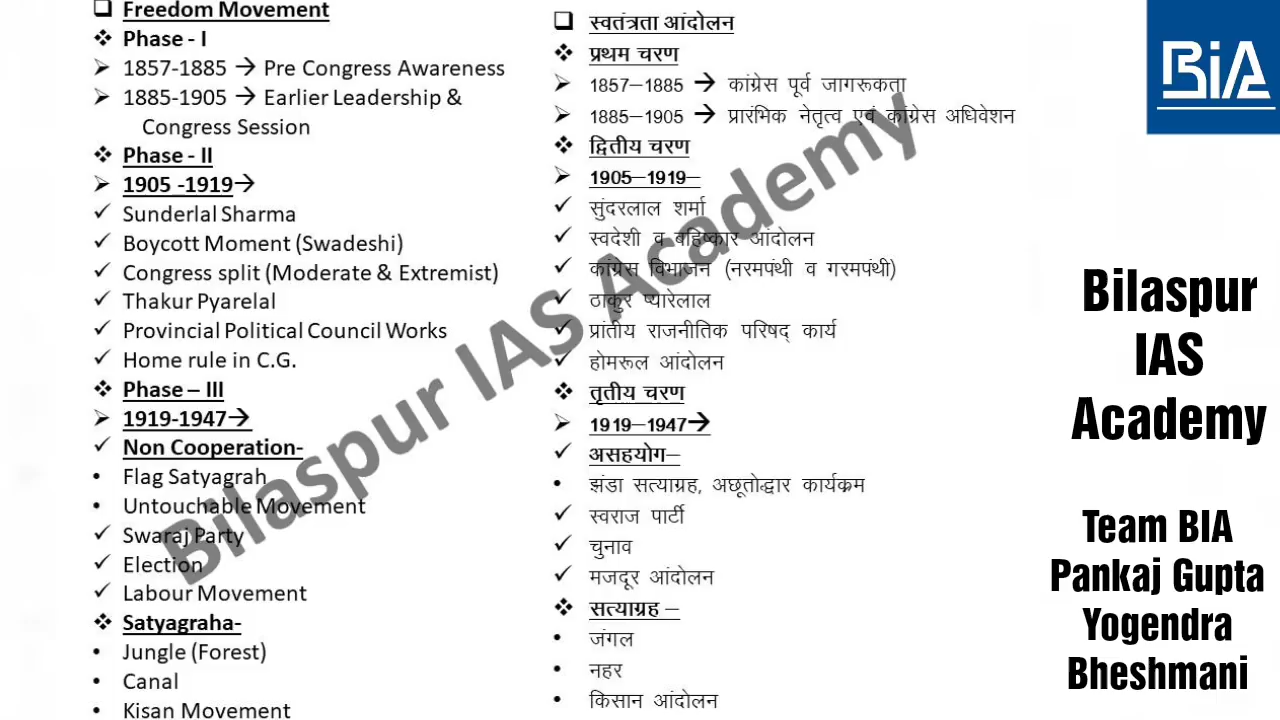 Freedom Movement
Phase - I
1857-1885 → Pre Congress Awareness
1885-1905 → Earlier Leadership &
Congress Session
Phase - II
1905 -1919→
Sunderlal Sharma
Boycott Moment (Swadeshi)
Congress split (Moderate & Extremist)
Thakur Pyarelal
Provincial Political Council Works
Home rule in C.G.
Phase – III
1919-1947→
Non Cooperation-
Flag Satyagrah
Untouchable Movement
Swaraj Party
Election
Labour Movement
Satyagraha-
Jungle (Forest)
Canal
Kisan Movement
स्वतंत्रता आंदोलन
प्रथम चरण
1857–1885 → कांग्रेस पूर्व जागरूकता
1885–1905 → प्रारंभिक नेतृत्व एवं कांग्रेस अधिवेशन
द्वितीय चरण
1905–1919–
सुंदरलाल शर्मा
स्वदेशी व बहिष्कार आंदोलन
कांग्रेस विभाजन (नरमपंथी व गरमपंथी)
ठाकुर प्यारेलाल
प्रांतीय राजनीतिक परिषद् कार्य
होमरूल आंदोलन
तृतीय चरण
1919–1947→
असहयोग–
झंडा सत्याग्रह, अछूतोद्धार कार्यक्रम
स्वराज पार्टी
चुनाव
मजदूर आंदोलन
सत्याग्रह –
जंगल
नहर
किसान आंदोलन
Bilaspur IAS Academy
BiA
Bilaspur
IAS
Academy
Team BIA
Pankaj Gupta
Yogendra
Bheshmani